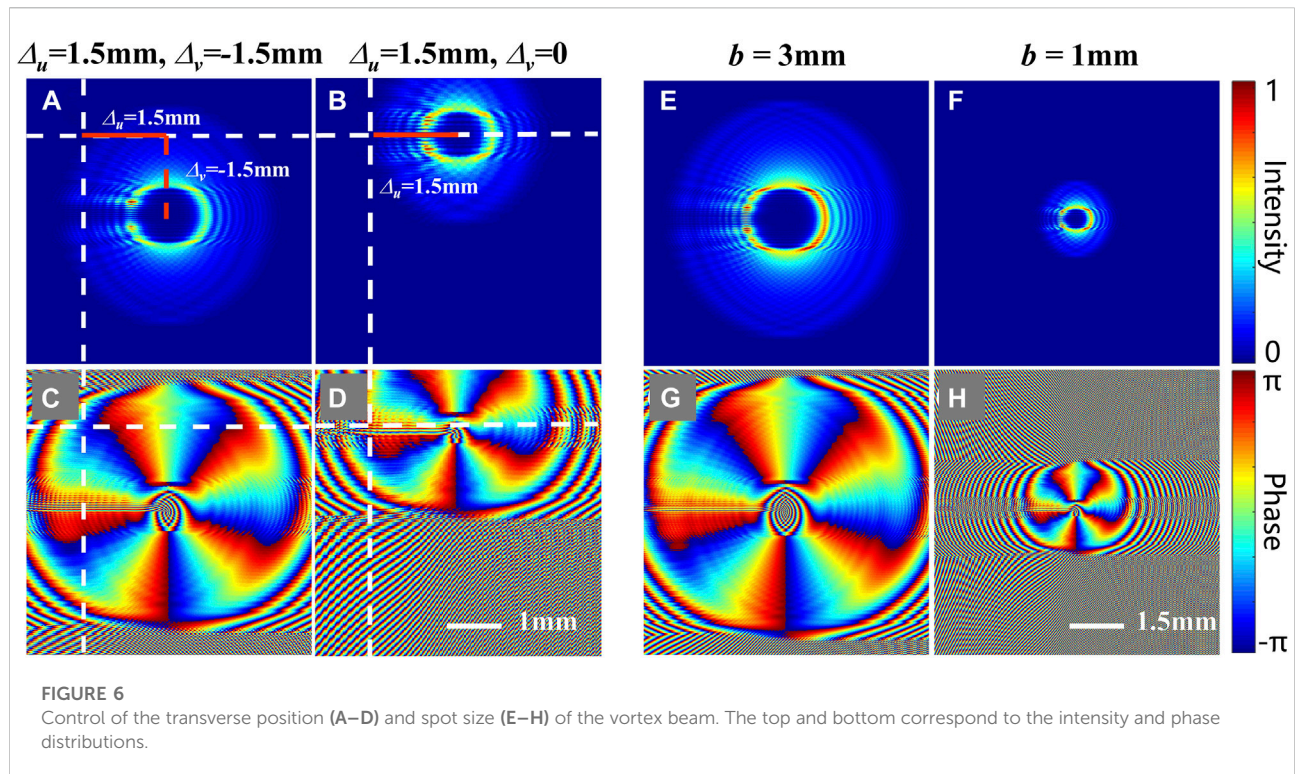 Δu=1.5mm, Δv=-1.5mm
Δu=1.5mm, Δv=0
b = 3mm
b = 1mm
A
Δu=1.5mm
Δv=-1.5mm
B
Δu=1.5mm
E
F
1
Intensity
0
C
D
1mm
G
H
1.5mm
π
Phase
-π
FIGURE 6
Control of the transverse position (A–D) and spot size (E–H) of the vortex beam. The top and bottom correspond to the intensity and phase
distributions.